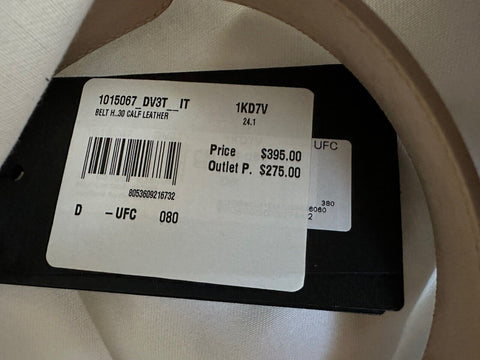 1015067_DV3T__IT 1KD7V
BELT H..30 CALF LEATHER 24.1
Price $395.00
Outlet P. $275.00
8053609216732
D -UFC 080
UFC
380
6060
2